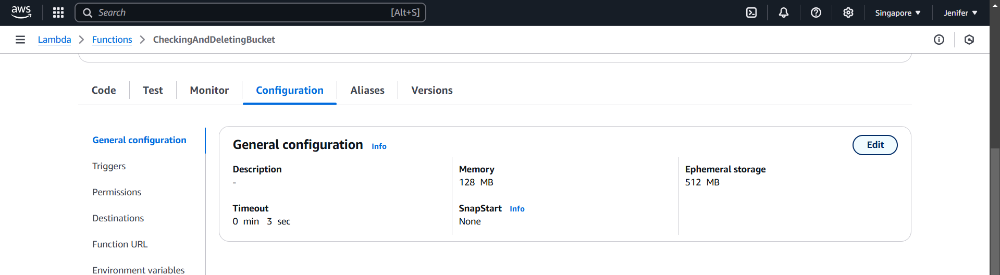 aws Search [Alt+S] Singapore Jenifer
Lambda Functions CheckingAndDeletingBucket
Code Test Monitor Configuration Aliases Versions
General configuration
Triggers
Permissions
Destinations
Function URL
Environment variables
General configuration Info Edit
Description
-
Memory
128 MB
Ephemeral storage
512 MB
Timeout
0 min 3 sec
SnapStart Info
None